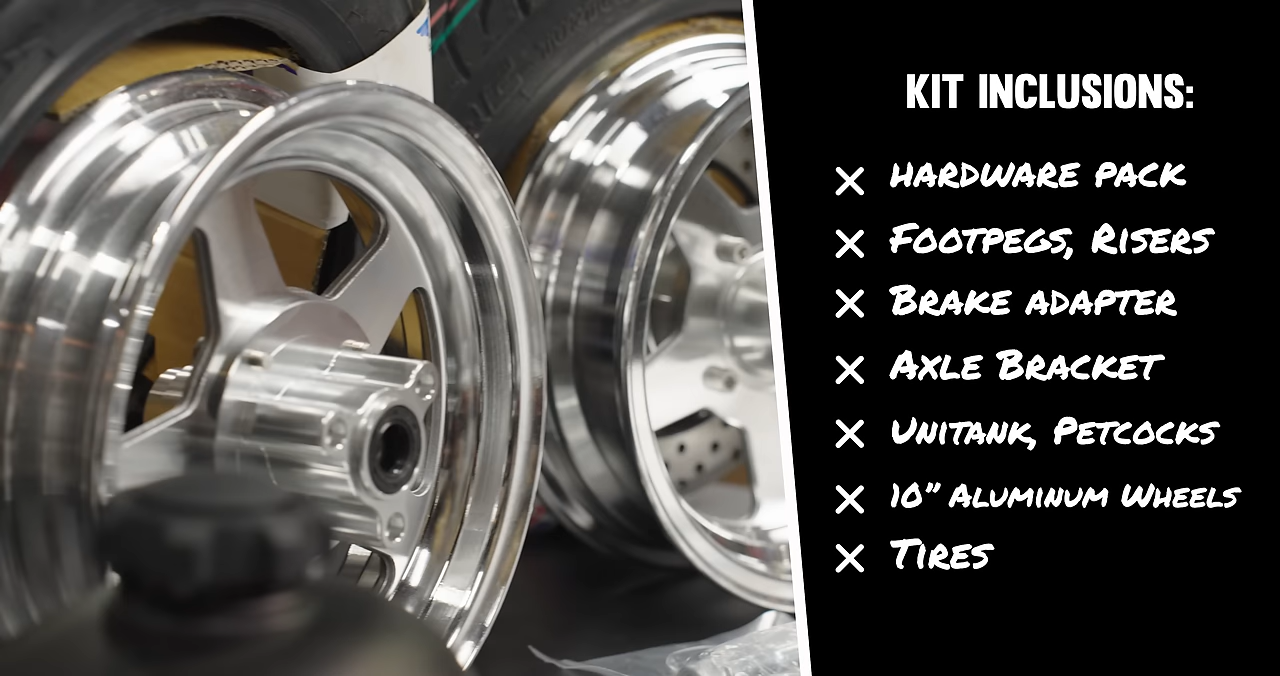 KIT INCLUSIONS:
HARDWARE PACK
FOOTPEGS, RISERS
BRAKE ADAPTER
AXLE BRACKET
UNITANK, PETCOCKS
10" ALUMINUM WHEELS
TIRES